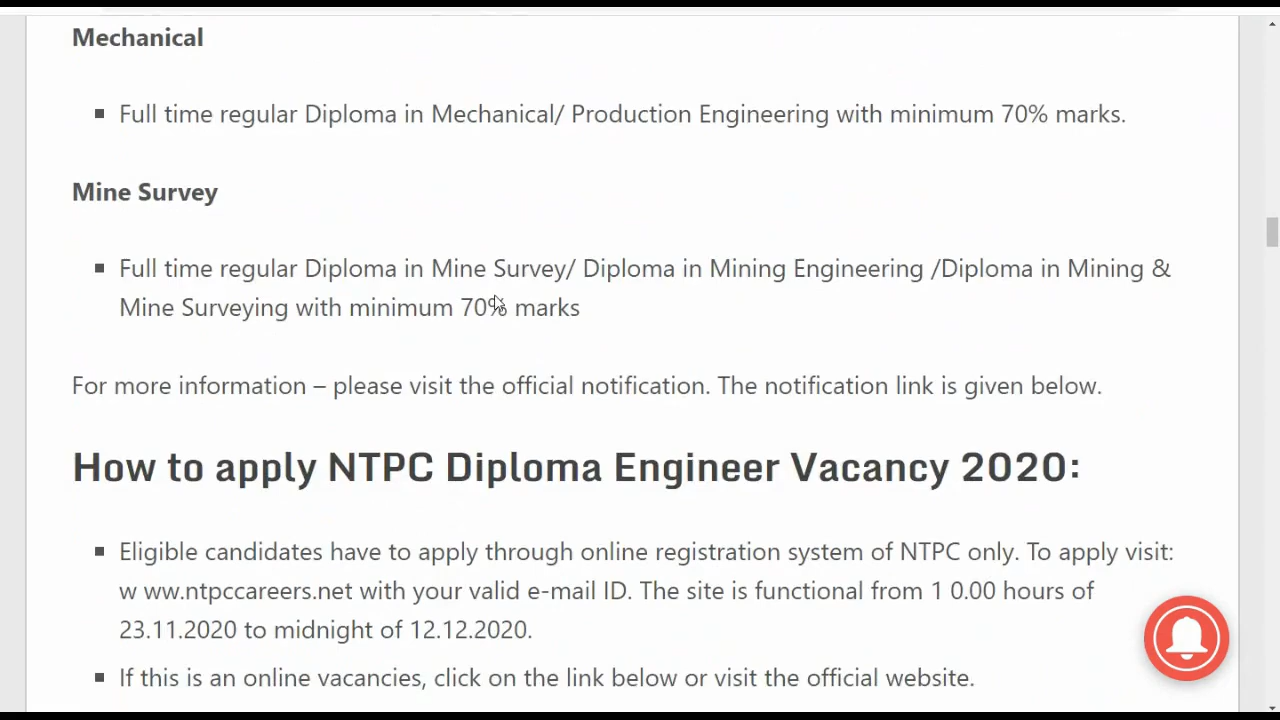 Mechanical
Full time regular Diploma in Mechanical/ Production Engineering with minimum 70% marks.
Mine Survey
Full time regular Diploma in Mine Survey/ Diploma in Mining Engineering /Diploma in Mining &
Mine Surveying with minimum 70% marks
For more information – please visit the official notification. The notification link is given below.
How to apply NTPC Diploma Engineer Vacancy 2020:
Eligible candidates have to apply through online registration system of NTPC only. To apply visit:
w ww.ntpccareers.net with your valid e-mail ID. The site is functional from 1 0.00 hours of
23.11.2020 to midnight of 12.12.2020.
If this is an online vacancies, click on the link below or visit the official website.